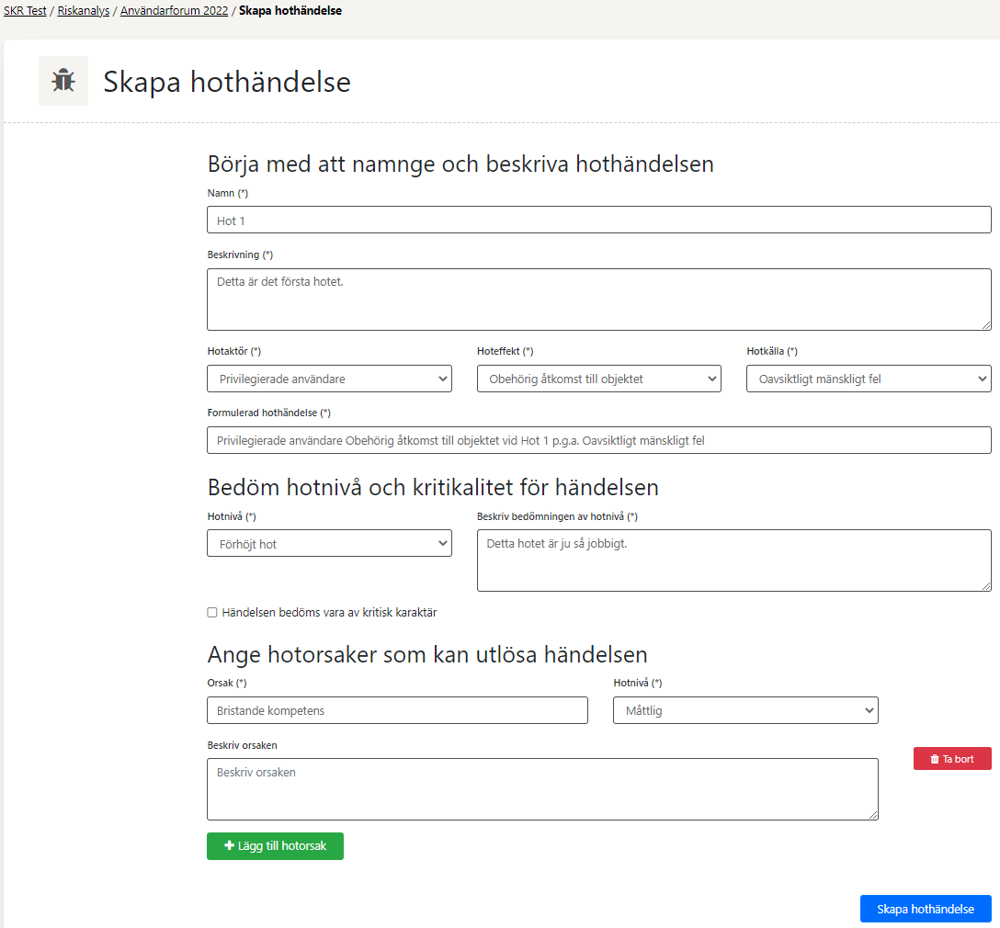 SKR Test / Riskanalys / Användarforum 2022 / Skapa hothändelse
Skapa hothändelse
Börja med att namnge och beskriva hothändelsen
Namn (*)
Hot 1
Beskrivning (*)
Detta är det första hotet.
Hotaktör (*) Hoteffekt (*) Hotkälla (*)
Privilegierade användare Obehörig åtkomst till objektet Oavsiktligt mänskligt fel
Formulerad hothändelse (*)
Privilegierade användare Obehörig åtkomst till objektet vid Hot 1 p.g.a. Oavsiktligt mänskligt fel
Bedöm hotnivå och kritikalitet för händelsen
Hotnivå (*) Beskriv bedömningen av hotnivå (*)
Förhöjt hot Detta hotet är ju så jobbigt.
Händelsen bedöms vara av kritisk karaktär
Ange hotorsaker som kan utlösa händelsen
Orsak (*) Hotnivå (*)
Bristande kompetens Måttlig
Beskriv orsaken
Ta bort
Beskriv orsaken
Lägg till hotorsak
Skapa hothändelse